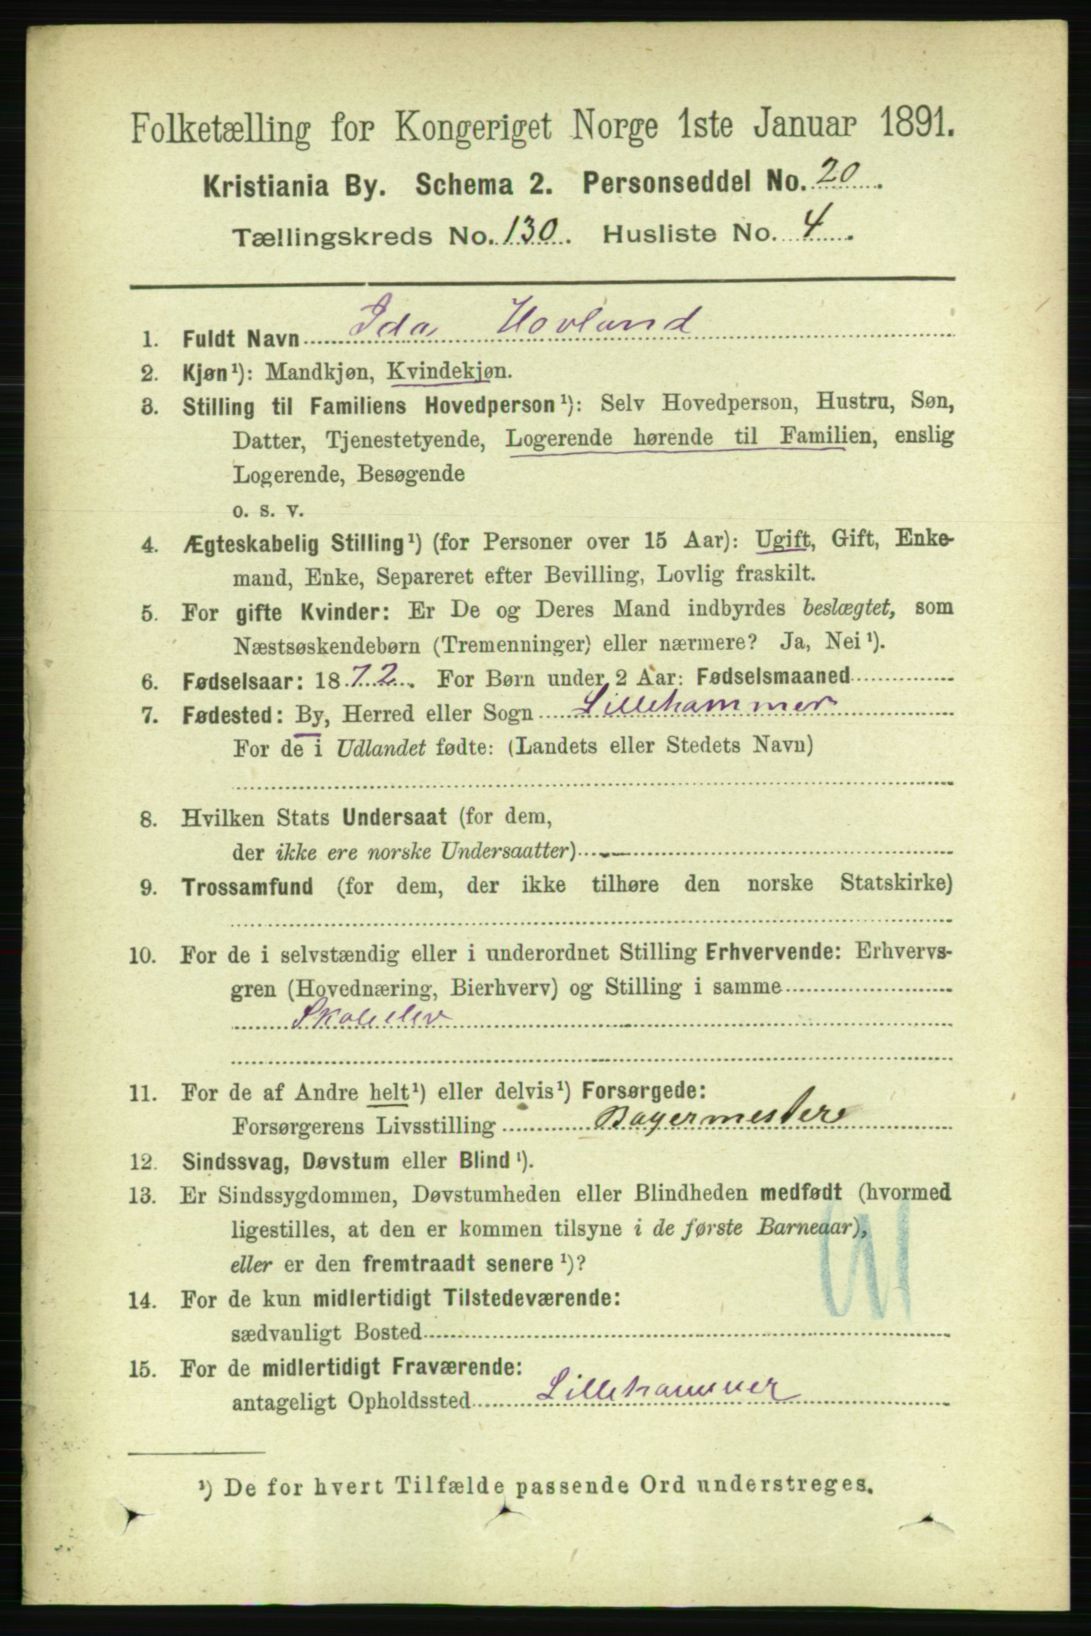 Folketælling for Kongeriget Norge 1ste Januar 1891.
Kristiania By. Schema 2. Personseddel No. 20.
Tællingskreds No. 130. Husliste No. 4.
1. Fuldt Navn Ida Hovland
2. Kjøn¹): Mandkjøn, Kvindekjøn.
3. Stilling til Familiens Hovedperson¹): Selv Hovedperson, Hustru, Søn,
Datter, Tjenestetyende, Logerende hørende til Familien, enslig
Logerende, Besøgende
o. s. v.
4. Ægteskabelig Stilling¹) (for Personer over 15 Aar): Ugift, Gift, Enke-
mand, Enke, Separeret efter Bevilling, Lovlig fraskilt.
5. For gifte Kvinder: Er De og Deres Mand indbyrdes beslægtet, som
Næstsøskendebørn (Tremenninger) eller nærmere? Ja, Nei¹).
6. Fødselsaar: 1872. For Børn under 2 Aar: Fødselsmaaned
7. Fødested: By, Herred eller Sogn Lillehammer
For de i Udlandet fødte: (Landets eller Stedets Navn)
8. Hvilken Stats Undersaat (for dem,
der ikke ere norske Undersaatter)
9. Trossamfund (for dem, der ikke tilhøre den norske Statskirke)
10. For de i selvstændig eller i underordnet Stilling Erhvervende: Erhvervs-
gren (Hovednæring, Bierhverv) og Stilling i samme
Skoleelev
11. For de af Andre helt¹) eller delvis¹) Forsørgede:
Forsørgerens Livsstilling Bagermester
12. Sindssvag, Døvstum eller Blind¹).
13. Er Sindssygdommen, Døvstumheden eller Blindheden medfødt (hvormed
ligestilles, at den er kommen tilsyne i de første Barneaar),
eller er den fremtraadt senere¹)?
14. For de kun midlertidigt Tilstedeværende:
sædvanligt Bosted
15. For de midlertidigt Fraværende:
antageligt Opholdssted Lillehammer
¹) De for hvert Tilfælde passende Ord understreges.